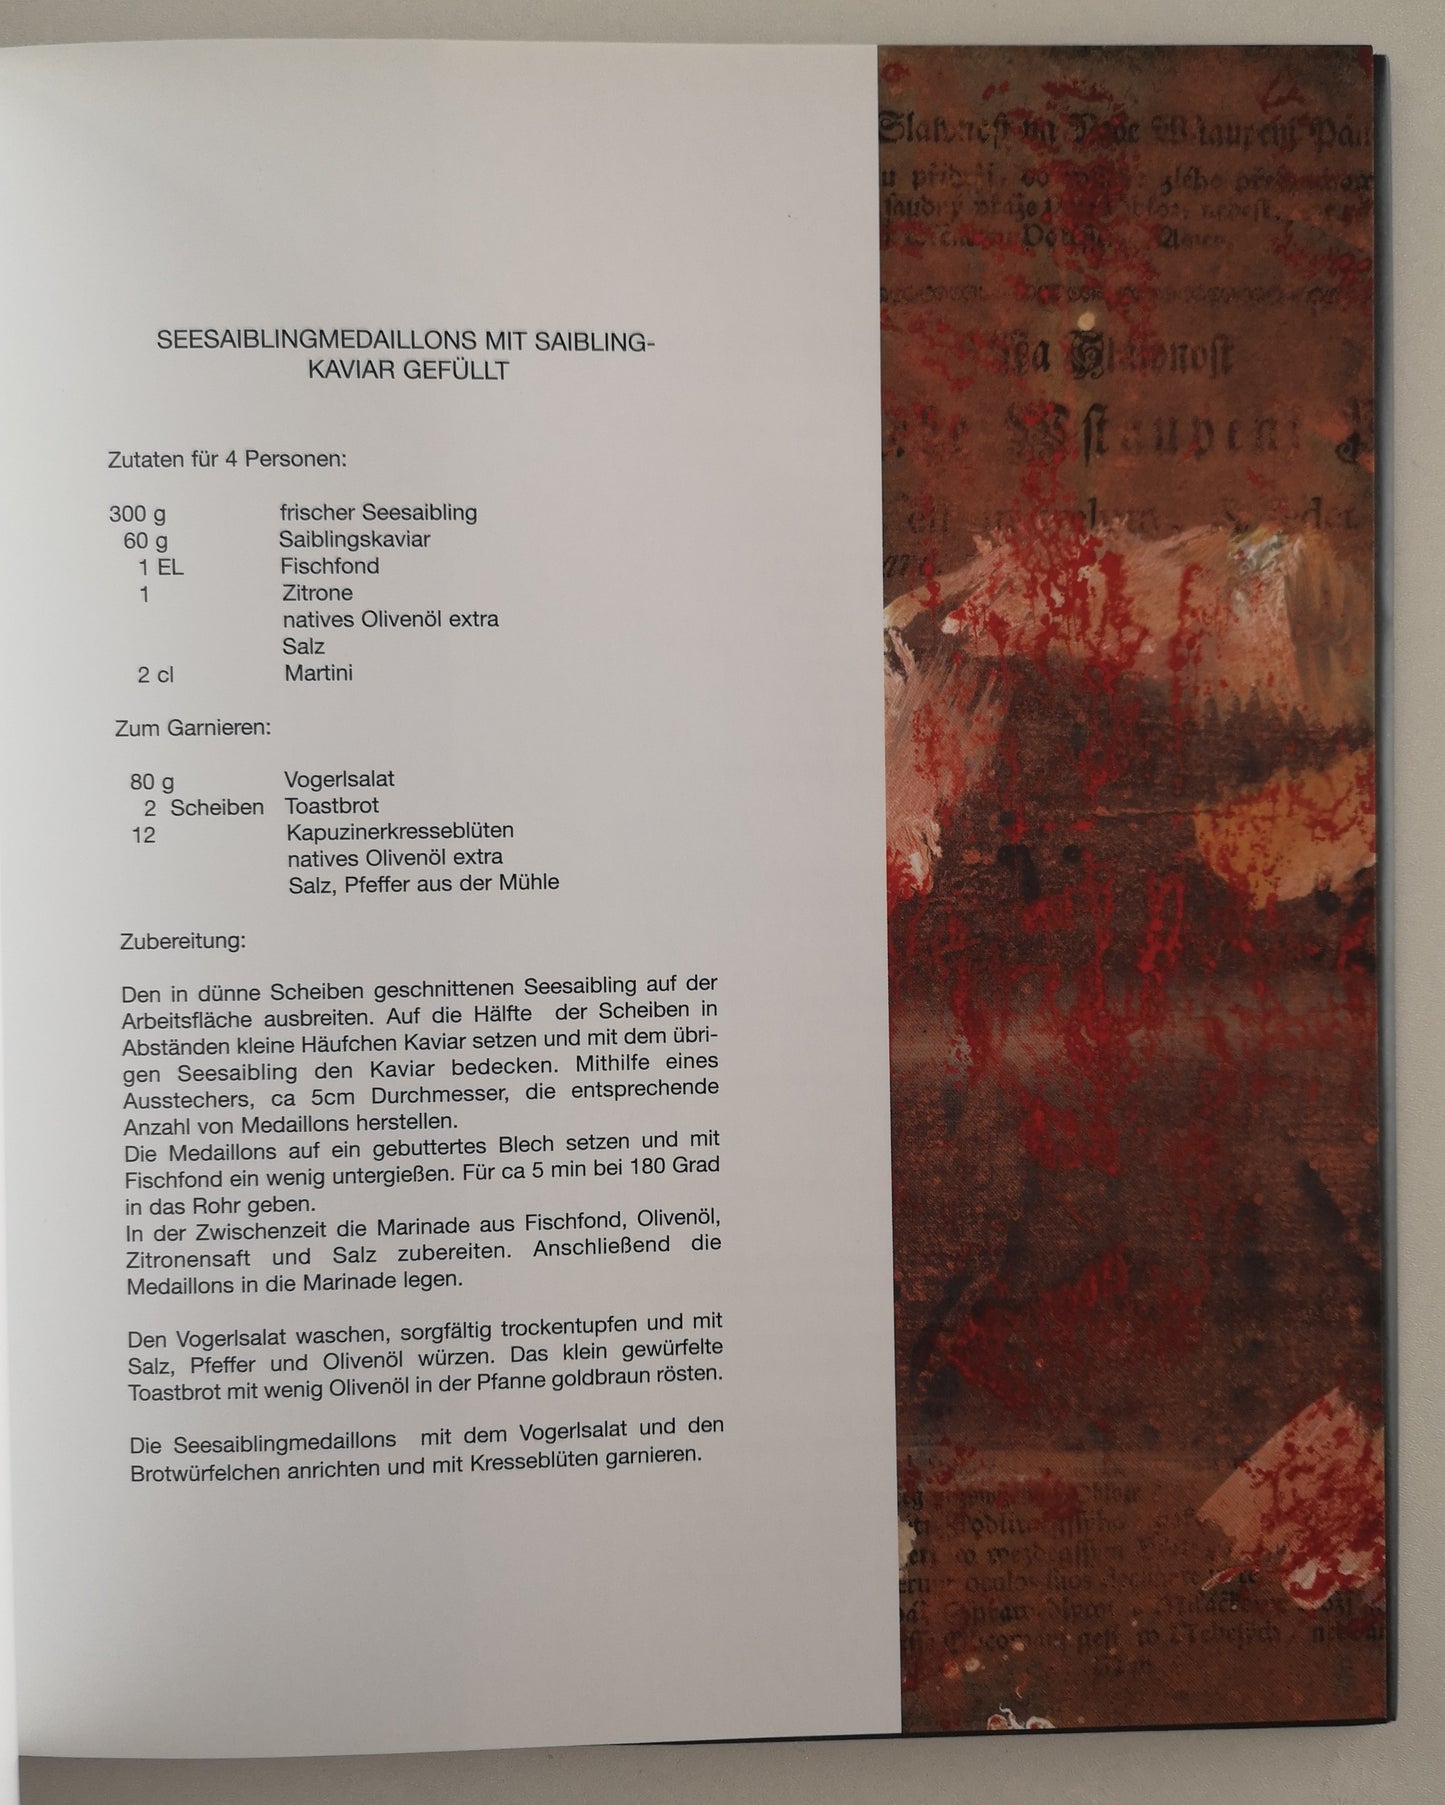 SEESAIBLINGMEDAILLONS MIT SAIBLING-
KAVIAR GEFÜLLT
Zutaten für 4 Personen:
300 g frischer Seesaibling
60 g Saiblingskaviar
1 EL Fischfond
1 Zitrone
natives Olivenöl extra
Salz
2 cl Martini
Zum Garnieren:
80 g Vogerlsalat
2 Scheiben Toastbrot
12 Kapuzinerkresseblüten
natives Olivenöl extra
Salz, Pfeffer aus der Mühle
Zubereitung:
Den in dünne Scheiben geschnittenen Seesaibling auf der
Arbeitsfläche ausbreiten. Auf die Hälfte der Scheiben in
Abständen kleine Häufchen Kaviar setzen und mit dem übri-
gen Seesaibling den Kaviar bedecken. Mithilfe eines
Ausstechers, ca 5cm Durchmesser, die entsprechende
Anzahl von Medaillons herstellen.
Die Medaillons auf ein gebuttertes Blech setzen und mit
Fischfond ein wenig untergießen. Für ca 5 min bei 180 Grad
in das Rohr geben.
In der Zwischenzeit die Marinade aus Fischfond, Olivenöl,
Zitronensaft und Salz zubereiten. Anschließend die
Medaillons in die Marinade legen.
Den Vogerlsalat waschen, sorgfältig trockentupfen und mit
Salz, Pfeffer und Olivenöl würzen. Das klein gewürfelte
Toastbrot mit wenig Olivenöl in der Pfanne goldbraun rösten.
Die Seesaiblingmedaillons mit dem Vogerlsalat und den
Brotwürfelchen anrichten und mit Kresseblüten garnieren.